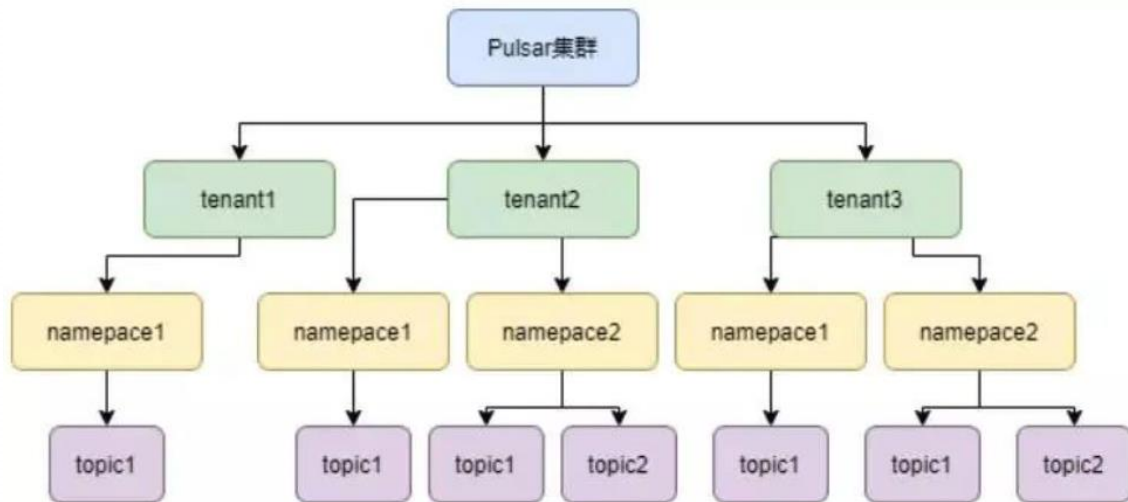 Pulsar集群
tenant1
tenant2
tenant3
namepace1
namepace1
namepace2
namepace1
namepace2
topic1
topic1
topic1
topic2
topic1
topic1
topic2